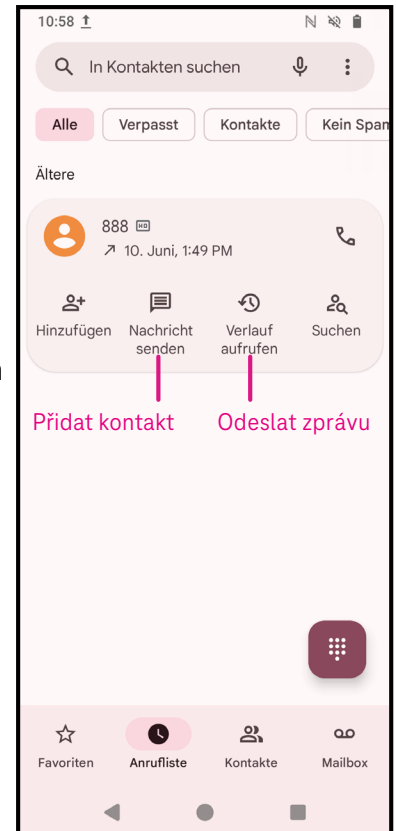 10:58
In Kontakten suchen
Alle Verpasst Kontakte Kein Spam
Ältere
888 HD
10. Juni, 1:49 PM
Hinzufügen Nachricht senden Verlauf aufrufen Suchen
Přidat kontakt Odeslat zprávu
Favoriten Anrufliste Kontakte Mailbox